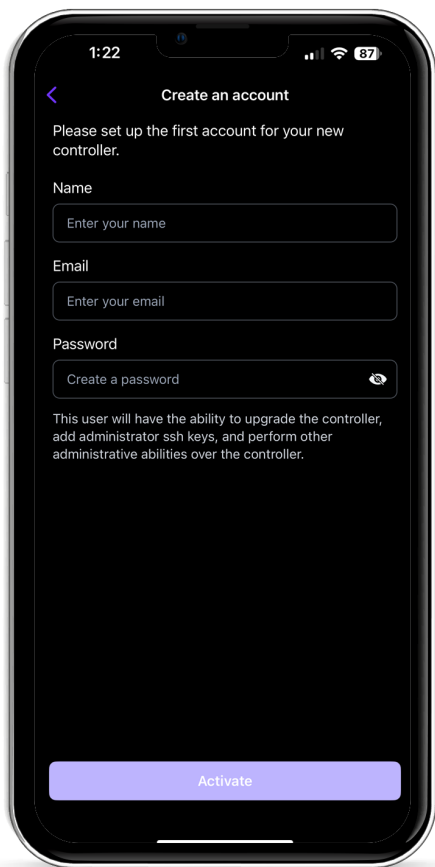 1:22
87
Create an account
Please set up the first account for your new
controller.
Name
Enter your name
Email
Enter your email
Password
Create a password
This user will have the ability to upgrade the controller,
add administrator ssh keys, and perform other
administrative abilities over the controller.
Activate